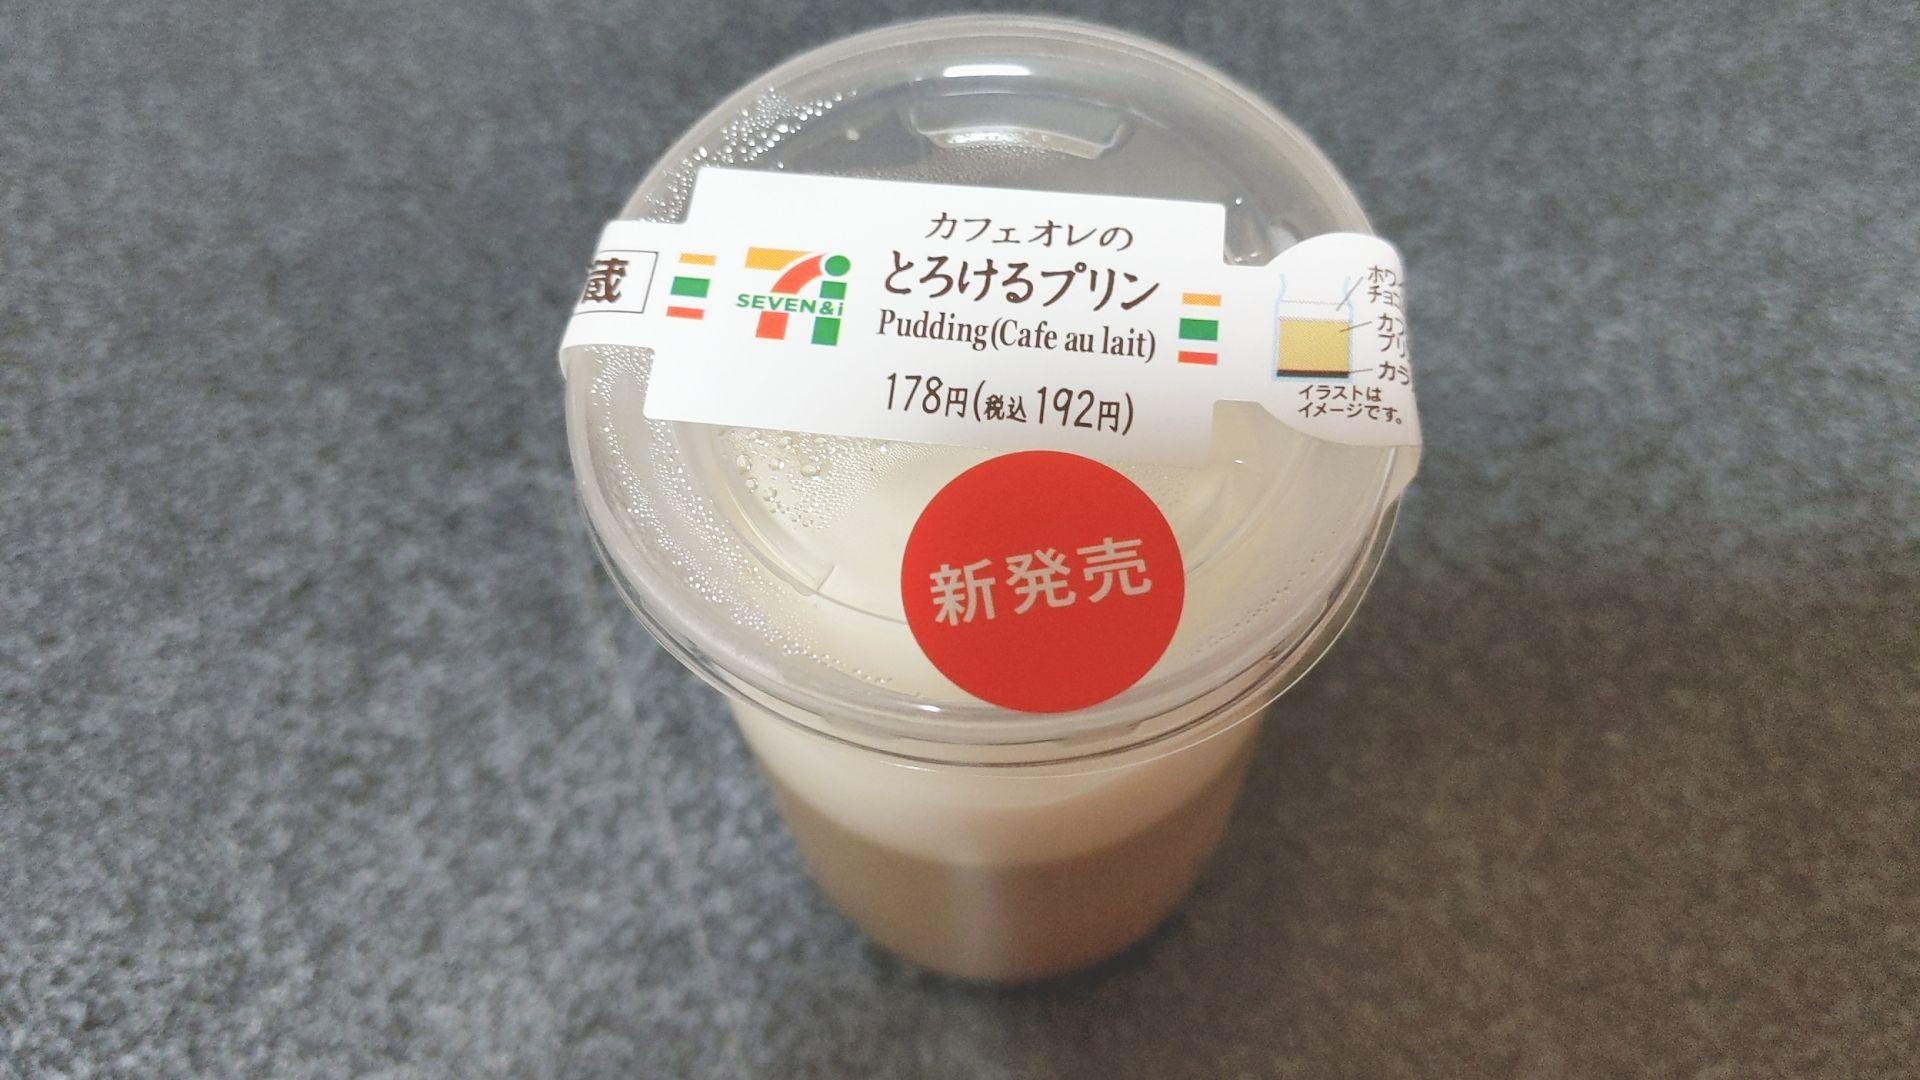 蔵
SEVEN&i
カフェオレの
とろけるプリン
Pudding(Cafe au lait)
178円(税込192円)
イラストは
イメージです。
新発売